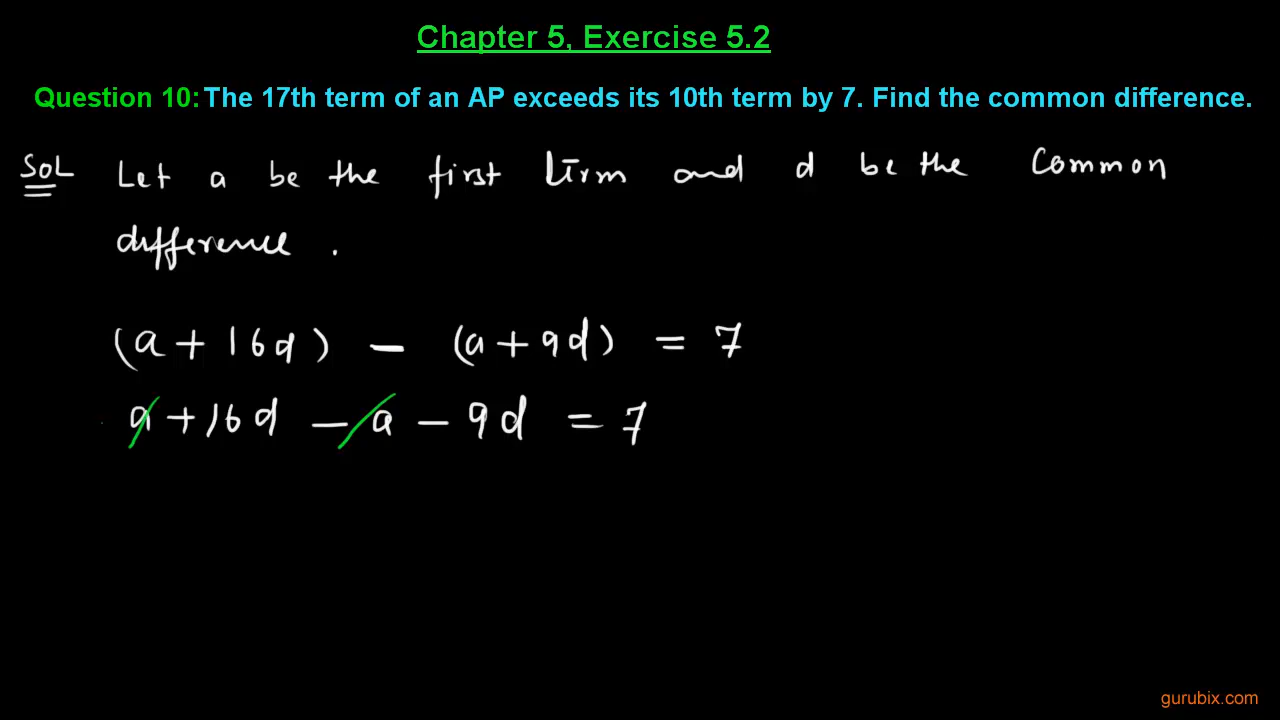 Chapter 5, Exercise 5.2
Question 10: The 17th term of an AP exceeds its 10th term by 7. Find the common difference.
SOL Let a be the first term and d be the Common
difference .
(a + 16d) - (a + 9d) = 7
a + 16d - a - 9d = 7
gurubix.com